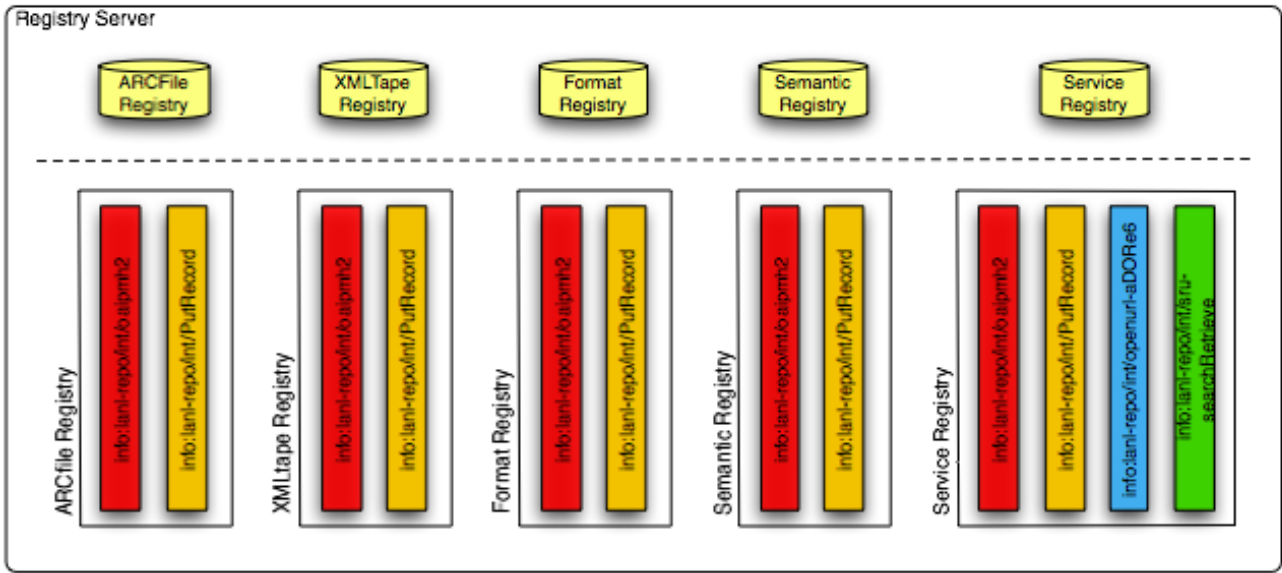 Registry Server
ARCFile
Registry
XMLTape
Registry
Format
Registry
Semantic
Registry
Service
Registry
ARCfile Registry
info:lanl-repo/int/oaipmh2
info:lanl-repo/int/PutRecord
XMLtape Registry
info:lanl-repo/int/oaipmh2
info:lanl-repo/int/PutRecord
Format Registry
info:lanl-repo/int/oaipmh2
info:lanl-repo/int/PutRecord
Semantic Registry
info:lanl-repo/int/oaipmh2
info:lanl-repo/int/PutRecord
Service Registry
info:lanl-repo/int/oaipmh2
info:lanl-repo/int/PutRecord
info:lanl-repo/int/openurl-aDORe6
info:lanl-repo/int/sru-
searchRetrieve